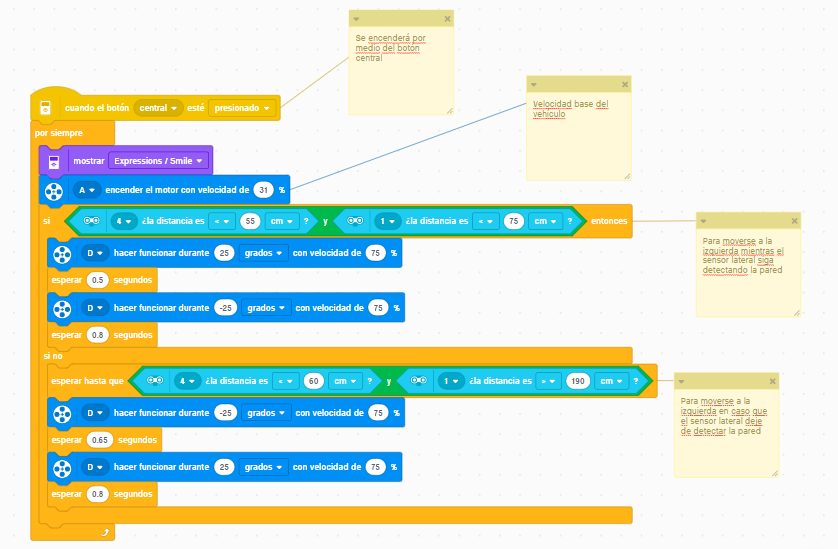 Se encenderá por
medio del botón
central
cuando el botón central esté presionado
Velocidad base del
vehiculo
por siempre
mostrar Expressions / Smile
A encender el motor con velocidad de 31 %
si 4 ¿la distancia es < 55 cm ? y 1 ¿la distancia es < 75 cm ? entonces
Para moverse a la
izquierda mientras el
sensor lateral siga
detectando la pared
D hacer funcionar durante 25 grados con velocidad de 75 %
esperar 0.5 segundos
D hacer funcionar durante -25 grados con velocidad de 75 %
esperar 0.8 segundos
si no
esperar hasta que 4 ¿la distancia es < 60 cm ? y 1 ¿la distancia es > 190 cm ?
Para moverse a la
izquierda en caso que
el sensor lateral deje
de detectar la pared
D hacer funcionar durante -25 grados con velocidad de 75 %
esperar 0.65 segundos
D hacer funcionar durante 25 grados con velocidad de 75 %
esperar 0.8 segundos